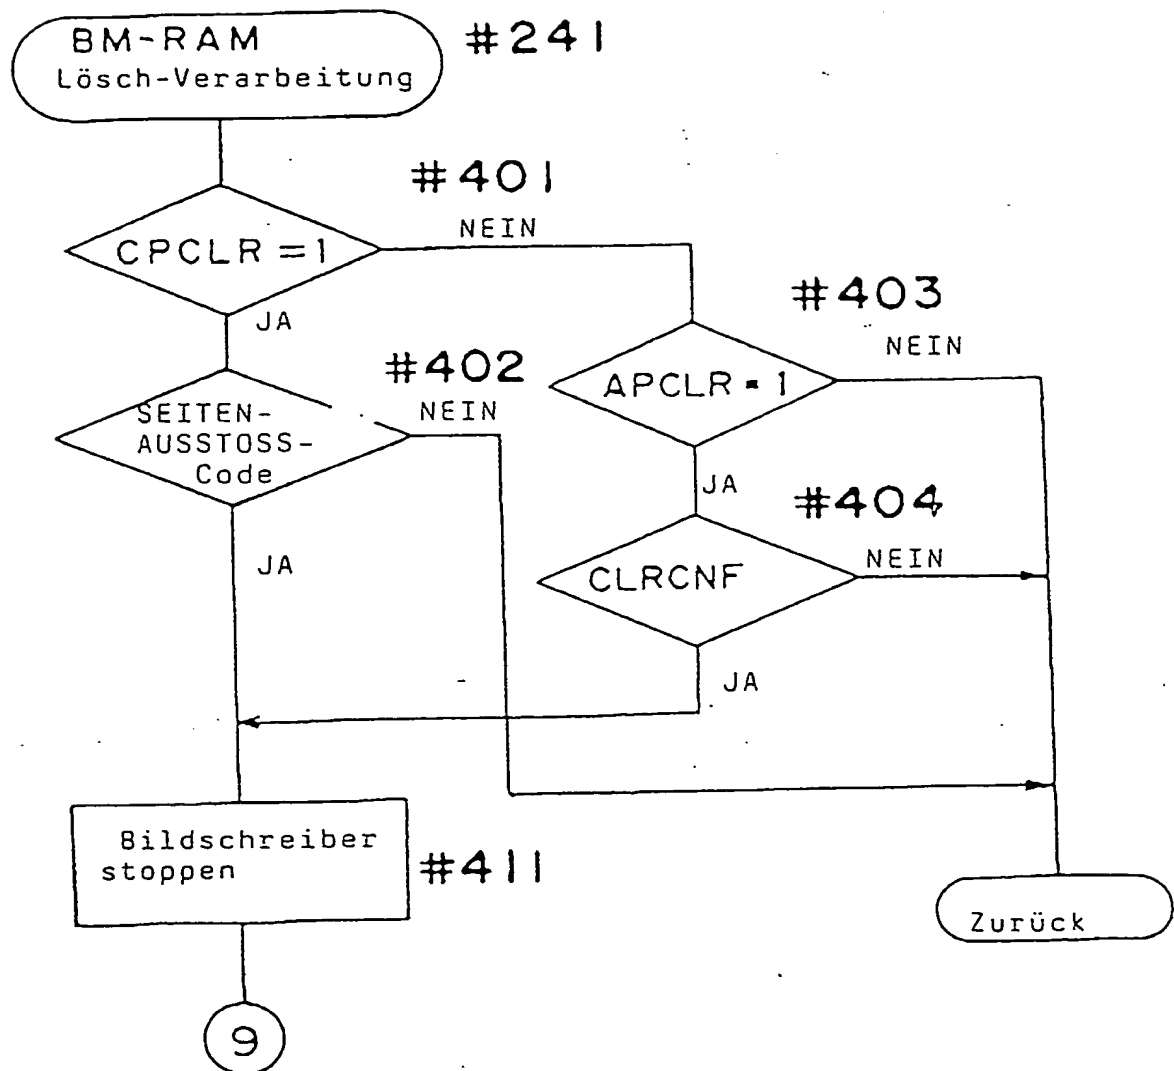 BM-RAM
Lösch-Verarbeitung
#241
#401
CPCLR = 1
NEIN
JA
#403
NEIN
APCLR = 1
JA
#402
SEITEN-
AUSSTOSS-
Code
NEIN
JA
#404
CLRCNF
NEIN
JA
Bildschreiber
stoppen
#411
Zurück
9